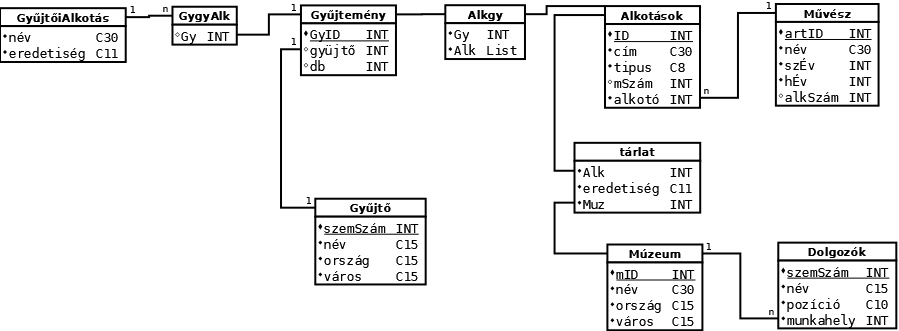 GyűjtőiAlkotás
név C30
eredetiség C11
1 n
GygyAlk
Gy INT
1
1
Gyűjtemény
GyID INT
gyüjtő INT
db INT
Alkgy
Gy INT
Alk List
Alkotások
ID INT
cím C30
tipus C8
mSzám INT
alkotó INT
n
1
Művész
artID INT
név C30
szÉv INT
hÉv INT
alkSzám INT
tárlat
Alk INT
eredetiség C11
Muz INT
1
Gyűjtő
szemSzám INT
név C15
ország C15
város C15
Múzeum
mID INT
név C30
ország C15
város C15
1
n
Dolgozók
szemSzám INT
név C15
pozíció C10
munkahely INT